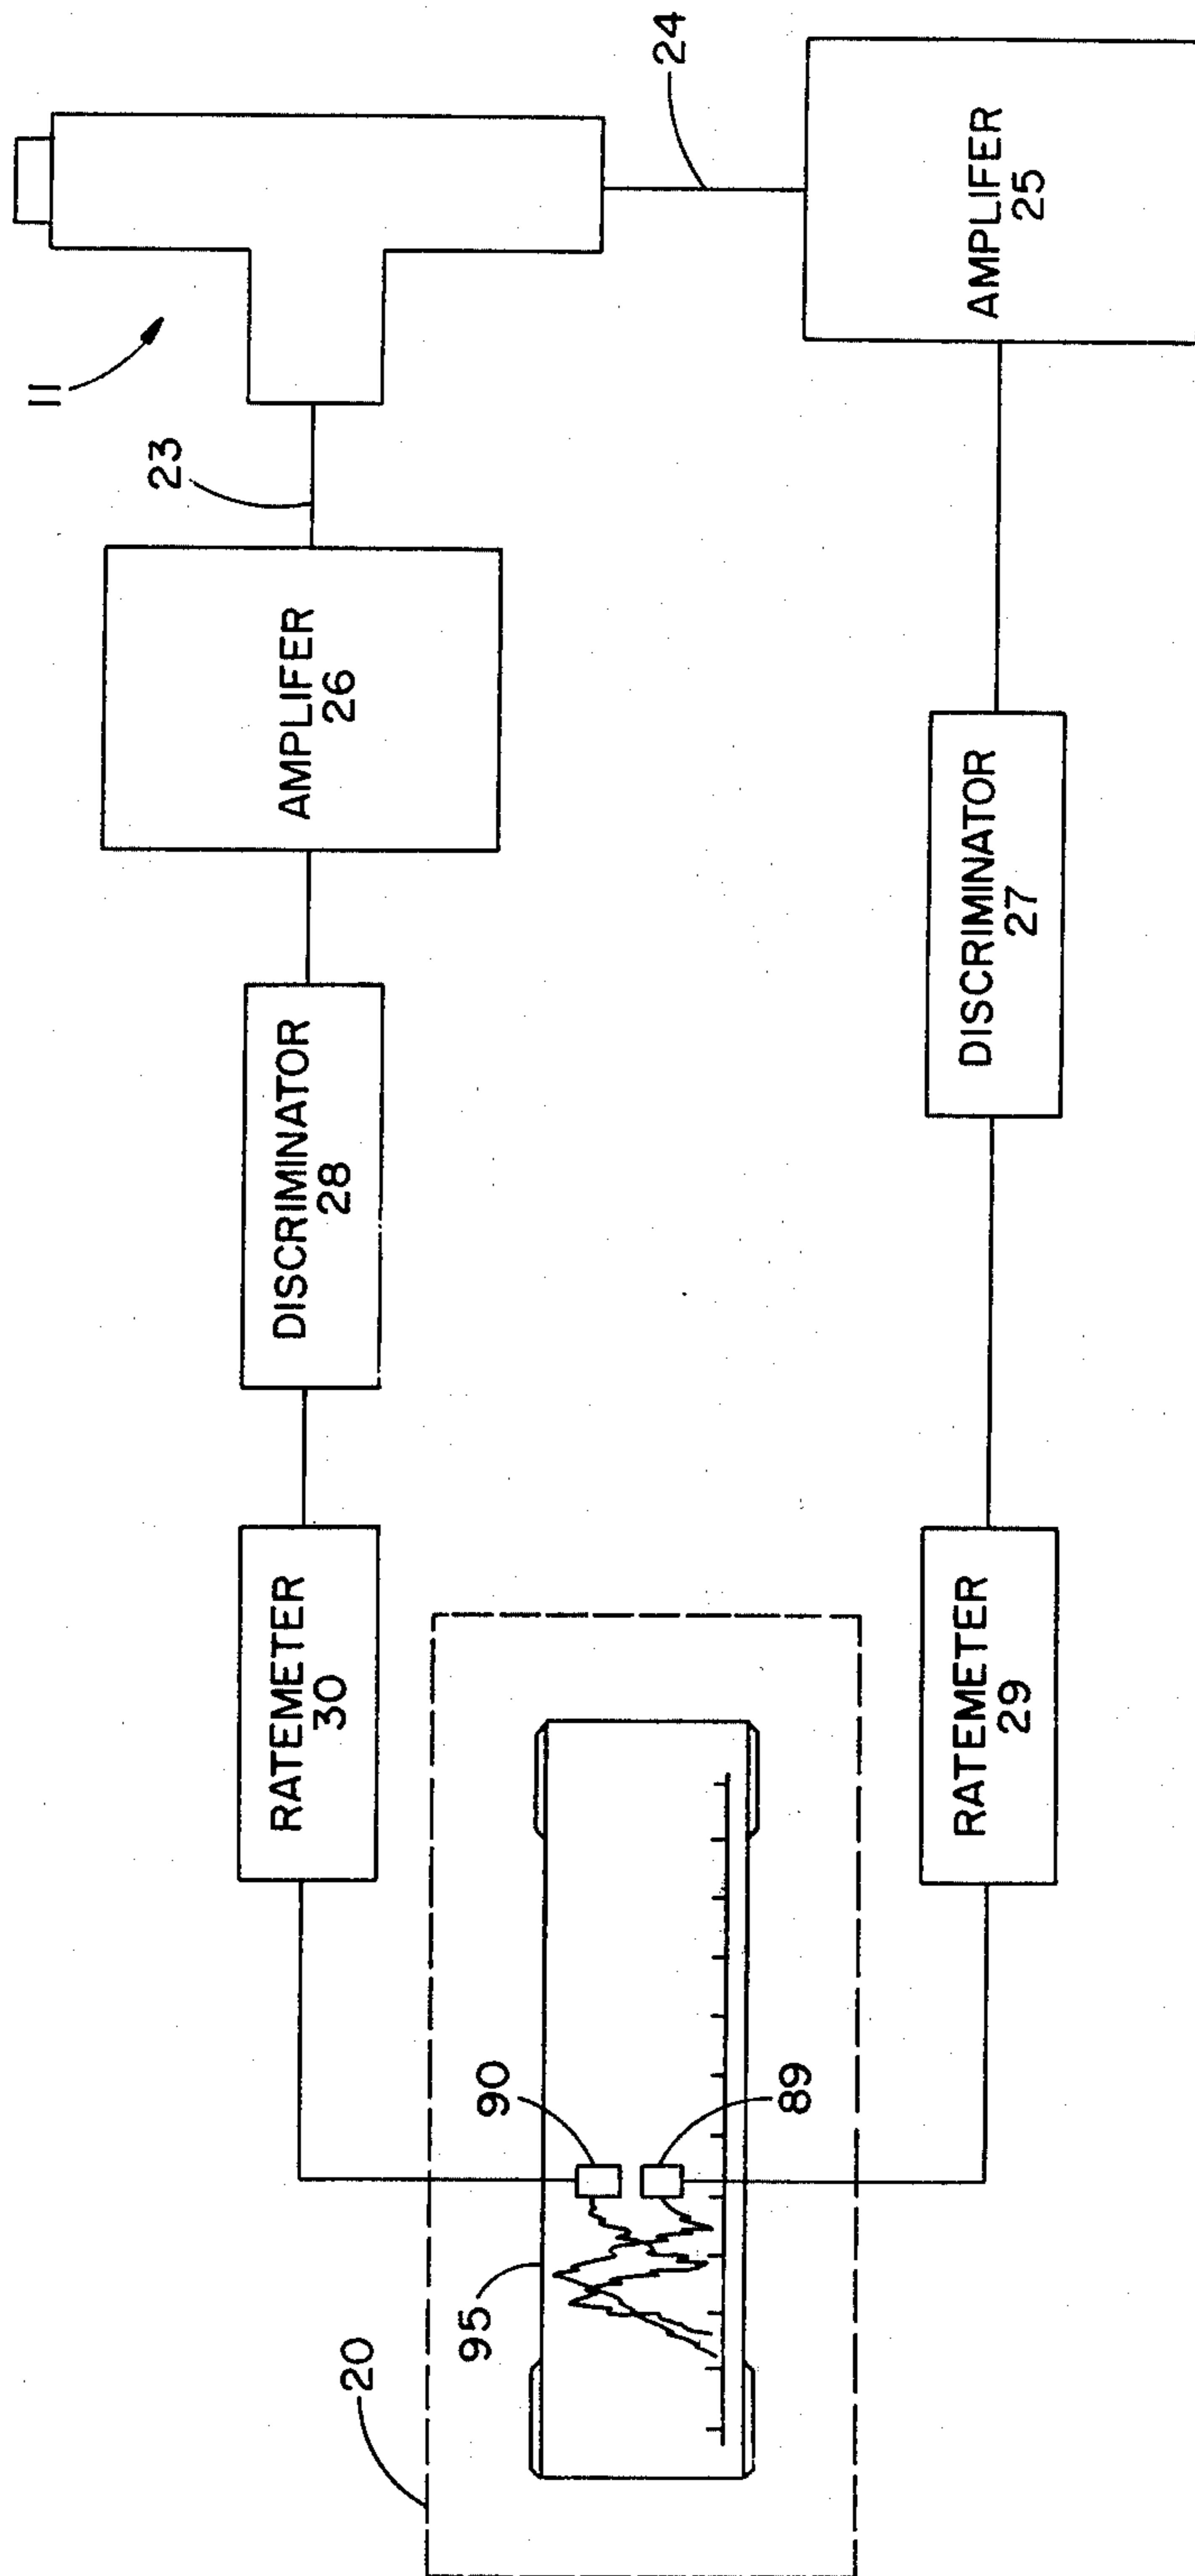 11
23
24
AMPLIFER
26
AMPLIFER
25
DISCRIMINATOR
28
DISCRIMINATOR
27
RATEMETER
30
RATEMETER
29
90
89
95
20